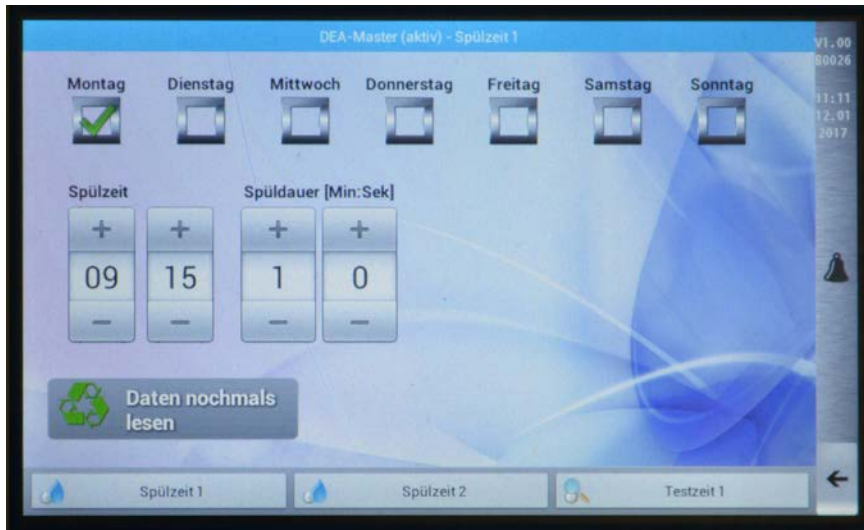 DEA-Master (aktiv) - Spülzeit 1
V1.00
80026
11:11
12.01
2017
Montag Dienstag Mittwoch Donnerstag Freitag Samstag Sonntag
Spülzeit Spüldauer [Min:Sek]
+ + + +
09 15 1 0
− − − −
Daten nochmals
lesen
Spülzeit 1 Spülzeit 2 Testzeit 1